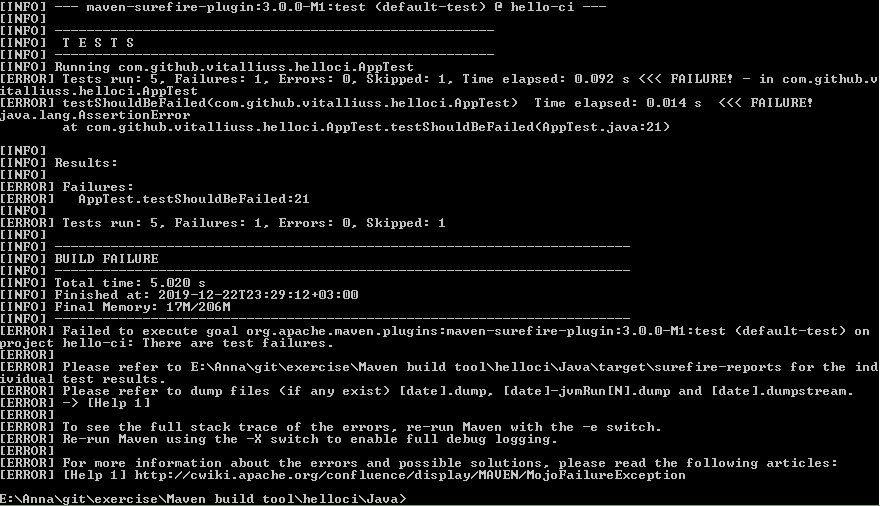 [INFO] --- maven-surefire-plugin:3.0.0-M1:test (default-test) @ hello-ci ---
[INFO]
[INFO] -------------------------------------------------------
[INFO]  T E S T S
[INFO] -------------------------------------------------------
[INFO] Running com.github.vitalliuss.helloci.AppTest
[ERROR] Tests run: 5, Failures: 1, Errors: 0, Skipped: 1, Time elapsed: 0.092 s <<< FAILURE! - in com.github.v
italliuss.helloci.AppTest
[ERROR] testShouldBeFailed(com.github.vitalliuss.helloci.AppTest)  Time elapsed: 0.014 s  <<< FAILURE!
java.lang.AssertionError
        at com.github.vitalliuss.helloci.AppTest.testShouldBeFailed(AppTest.java:21)

[INFO]
[INFO] Results:
[INFO]
[ERROR] Failures:
[ERROR]   AppTest.testShouldBeFailed:21
[INFO]
[ERROR] Tests run: 5, Failures: 1, Errors: 0, Skipped: 1
[INFO]
[INFO] ------------------------------------------------------------------------
[INFO] BUILD FAILURE
[INFO] ------------------------------------------------------------------------
[INFO] Total time: 5.020 s
[INFO] Finished at: 2019-12-22T23:29:12+03:00
[INFO] Final Memory: 17M/206M
[INFO] ------------------------------------------------------------------------
[ERROR] Failed to execute goal org.apache.maven.plugins:maven-surefire-plugin:3.0.0-M1:test (default-test) on
project hello-ci: There are test failures.
[ERROR]
[ERROR] Please refer to E:\Anna\git\exercise\Maven build tool\helloci\Java\target\surefire-reports for the ind
ividual test results.
[ERROR] Please refer to dump files (if any exist) [date].dump, [date]-jvmRun[N].dump and [date].dumpstream.
[ERROR] -> [Help 1]
[ERROR]
[ERROR] To see the full stack trace of the errors, re-run Maven with the -e switch.
[ERROR] Re-run Maven using the -X switch to enable full debug logging.
[ERROR]
[ERROR] For more information about the errors and possible solutions, please read the following articles:
[ERROR] [Help 1] http://cwiki.apache.org/confluence/display/MAVEN/MojoFailureException

E:\Anna\git\exercise\Maven build tool\helloci\Java>